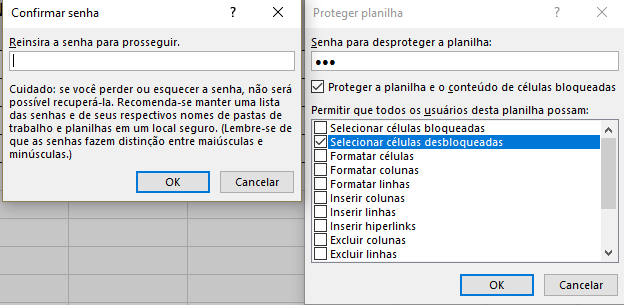 Confirmar senha
Reinsira a senha para prosseguir.
Cuidado: se você perder ou esquecer a senha, não será
possível recuperá-la. Recomenda-se manter uma lista
das senhas e de seus respectivos nomes de pastas de
trabalho e planilhas em um local seguro. (Lembre-se de
que as senhas fazem distinção entre maiúsculas e
minúsculas.)
OK
Cancelar
Proteger planilha
Senha para desproteger a planilha:
Proteger a planilha e o conteúdo de células bloqueadas
Permitir que todos os usuários desta planilha possam:
Selecionar células bloqueadas
Selecionar células desbloqueadas
Formatar células
Formatar colunas
Formatar linhas
Inserir colunas
Inserir linhas
Inserir hiperlinks
Excluir colunas
Excluir linhas
OK
Cancelar